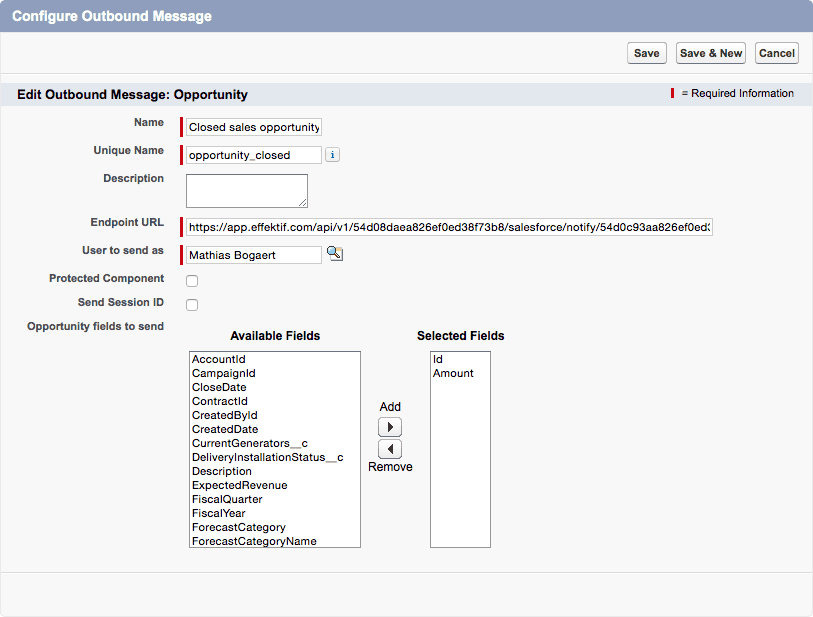 Configure Outbound Message
Save Save & New Cancel
Edit Outbound Message: Opportunity
= Required Information
Name Closed sales opportunity
Unique Name opportunity_closed i
Description
Endpoint URL https://app.effektif.com/api/v1/54d08daea826ef0ed38f73b8/salesforce/notify/54d0c93aa826ef0ed3
User to send as Mathias Bogaert
Protected Component
Send Session ID
Opportunity fields to send
Available Fields
AccountId
CampaignId
CloseDate
ContractId
CreatedById
CreatedDate
CurrentGenerators__c
DeliveryInstallationStatus__c
Description
ExpectedRevenue
FiscalQuarter
FiscalYear
ForecastCategory
ForecastCategoryName
Add
Remove
Selected Fields
Id
Amount